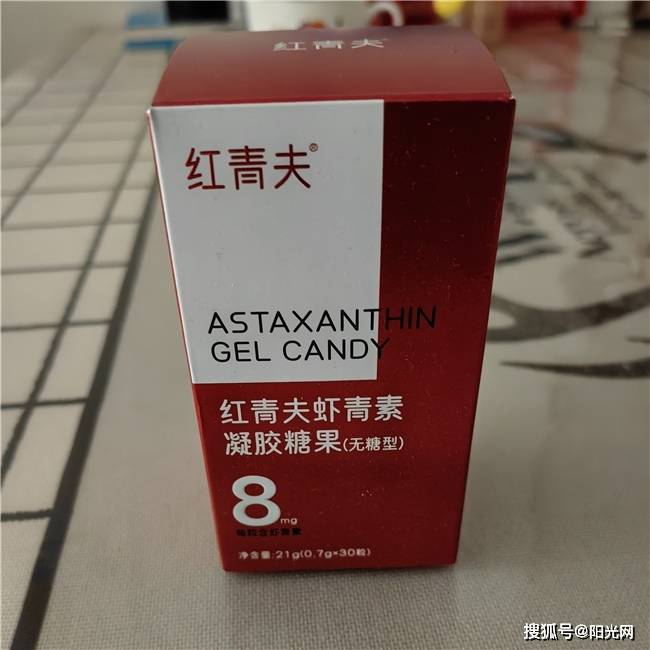 红青夫
红青夫®
ASTAXANTHIN
GEL CANDY
红青夫虾青素
凝胶糖果(无糖型)
8mg
每粒含虾青素
净含量:21g(0.7g×30粒)
搜狐号@阳光网